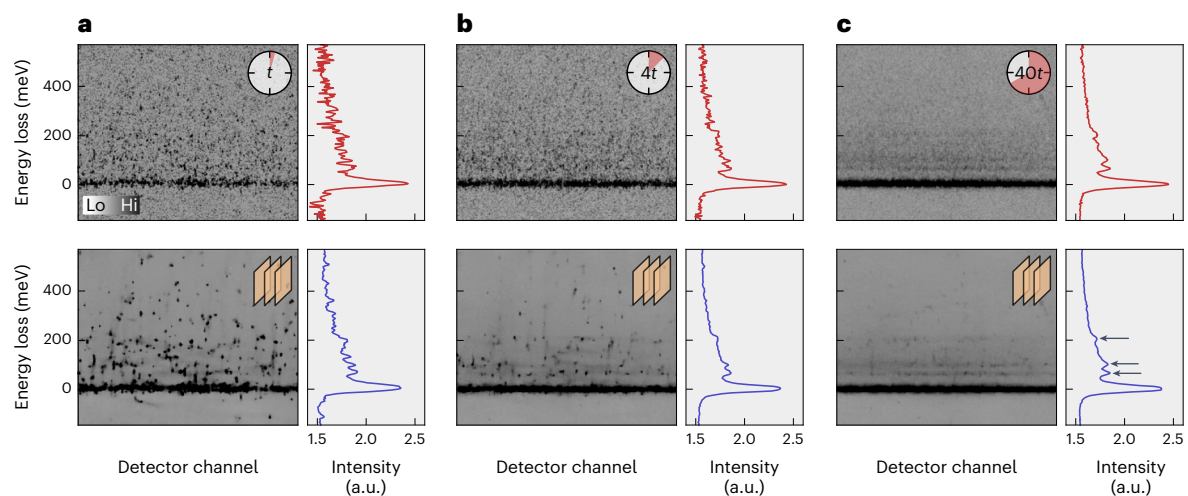 a
b
c
Energy loss (meV)
400
200
0
t
4t
40t
Lo Hi
Energy loss (meV)
400
200
0
1.5 2.0 2.5
1.5 2.0 2.5
1.5 2.0 2.5
Detector channel
Intensity
(a.u.)
Detector channel
Intensity
(a.u.)
Detector channel
Intensity
(a.u.)